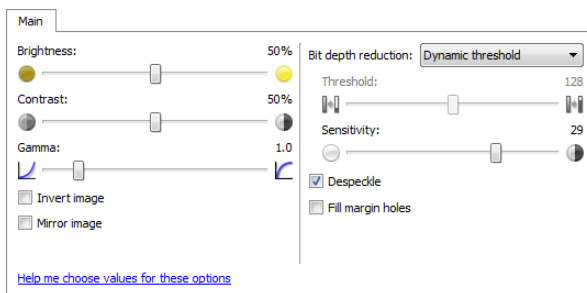 Main
Brightness: 50%
Contrast: 50%
Gamma: 1.0
Invert image
Mirror image
Help me choose values for these options
Bit depth reduction: Dynamic threshold
Threshold: 128
Sensitivity: 29
Despeckle
Fill margin holes